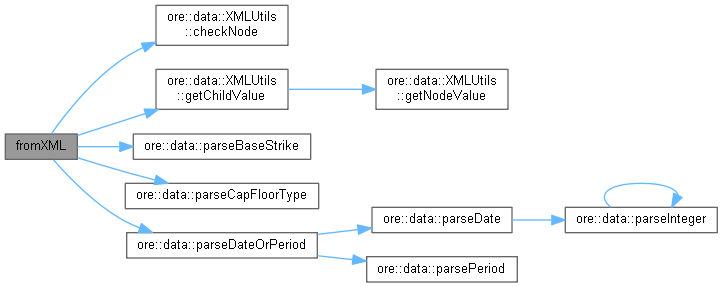 fromXML
ore::data::XMLUtils
::checkNode
ore::data::XMLUtils
::getChildValue
ore::data::XMLUtils
::getNodeValue
ore::data::parseBaseStrike
ore::data::parseCapFloorType
ore::data::parseDateOrPeriod
ore::data::parseDate
ore::data::parseInteger
ore::data::parsePeriod